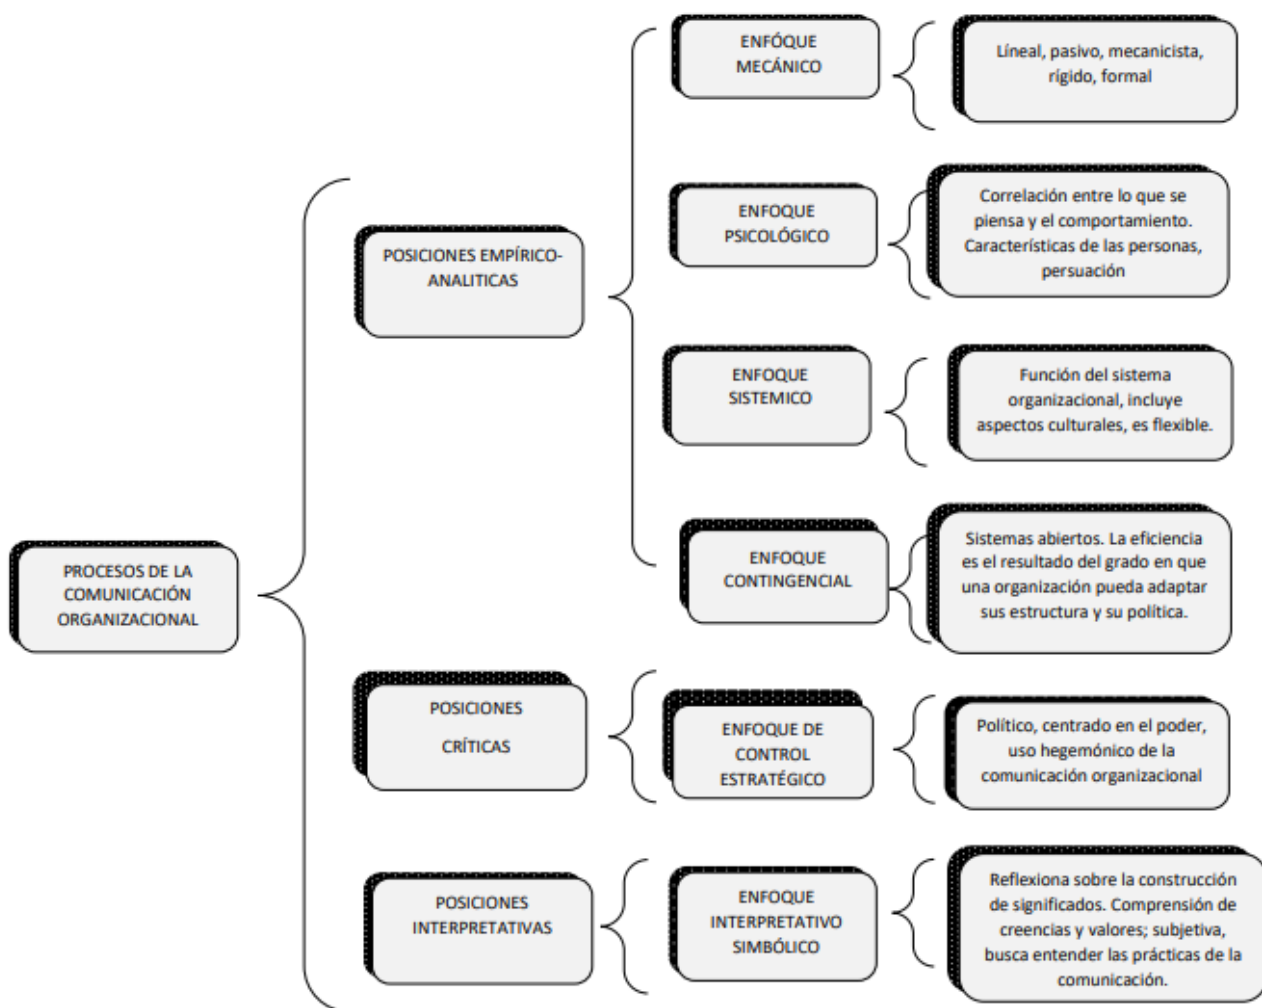 PROCESOS DE LA
COMUNICACIÓN
ORGANIZACIONAL
POSICIONES EMPÍRICO-
ANALITICAS
ENFÓQUE
MECÁNICO
Líneal, pasivo, mecanicista,
rígido, formal
ENFOQUE
PSICOLÓGICO
Correlación entre lo que se
piensa y el comportamiento.
Características de las personas,
persuación
ENFOQUE
SISTEMICO
Función del sistema
organizacional, incluye
aspectos culturales, es flexible.
ENFOQUE
CONTINGENCIAL
Sistemas abiertos. La eficiencia
es el resultado del grado en que
una organización pueda adaptar
sus estructura y su política.
POSICIONES
CRÍTICAS
ENFOQUE DE
CONTROL
ESTRATÉGICO
Político, centrado en el poder,
uso hegemónico de la
comunicación organizacional
POSICIONES
INTERPRETATIVAS
ENFOQUE
INTERPRETATIVO
SIMBÓLICO
Reflexiona sobre la construcción
de significados. Comprensión de
creencias y valores; subjetiva,
busca entender las prácticas de la
comunicación.